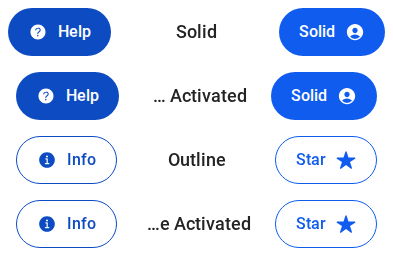 Help Solid Solid
Help ... Activated Solid
Info Outline Star
Info ...e Activated Star